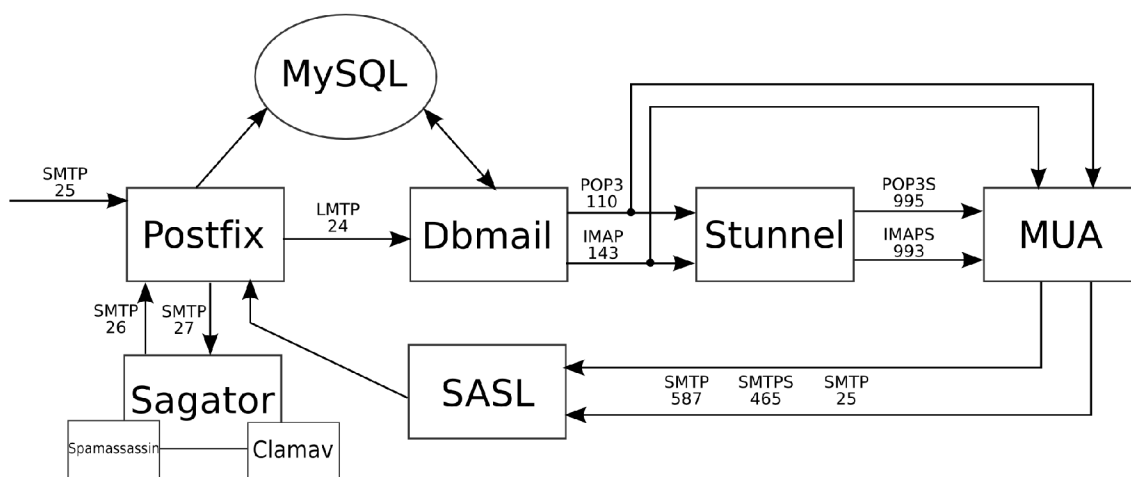 MySQL
SMTP
25
Postfix
LMTP
24
Dbmail
POP3
110
IMAP
143
Stunnel
POP3S
995
IMAPS
993
MUA
SMTP
26
SMTP
27
Sagator
Spamassassin
Clamav
SASL
SMTP
587
SMTPS
465
SMTP
25